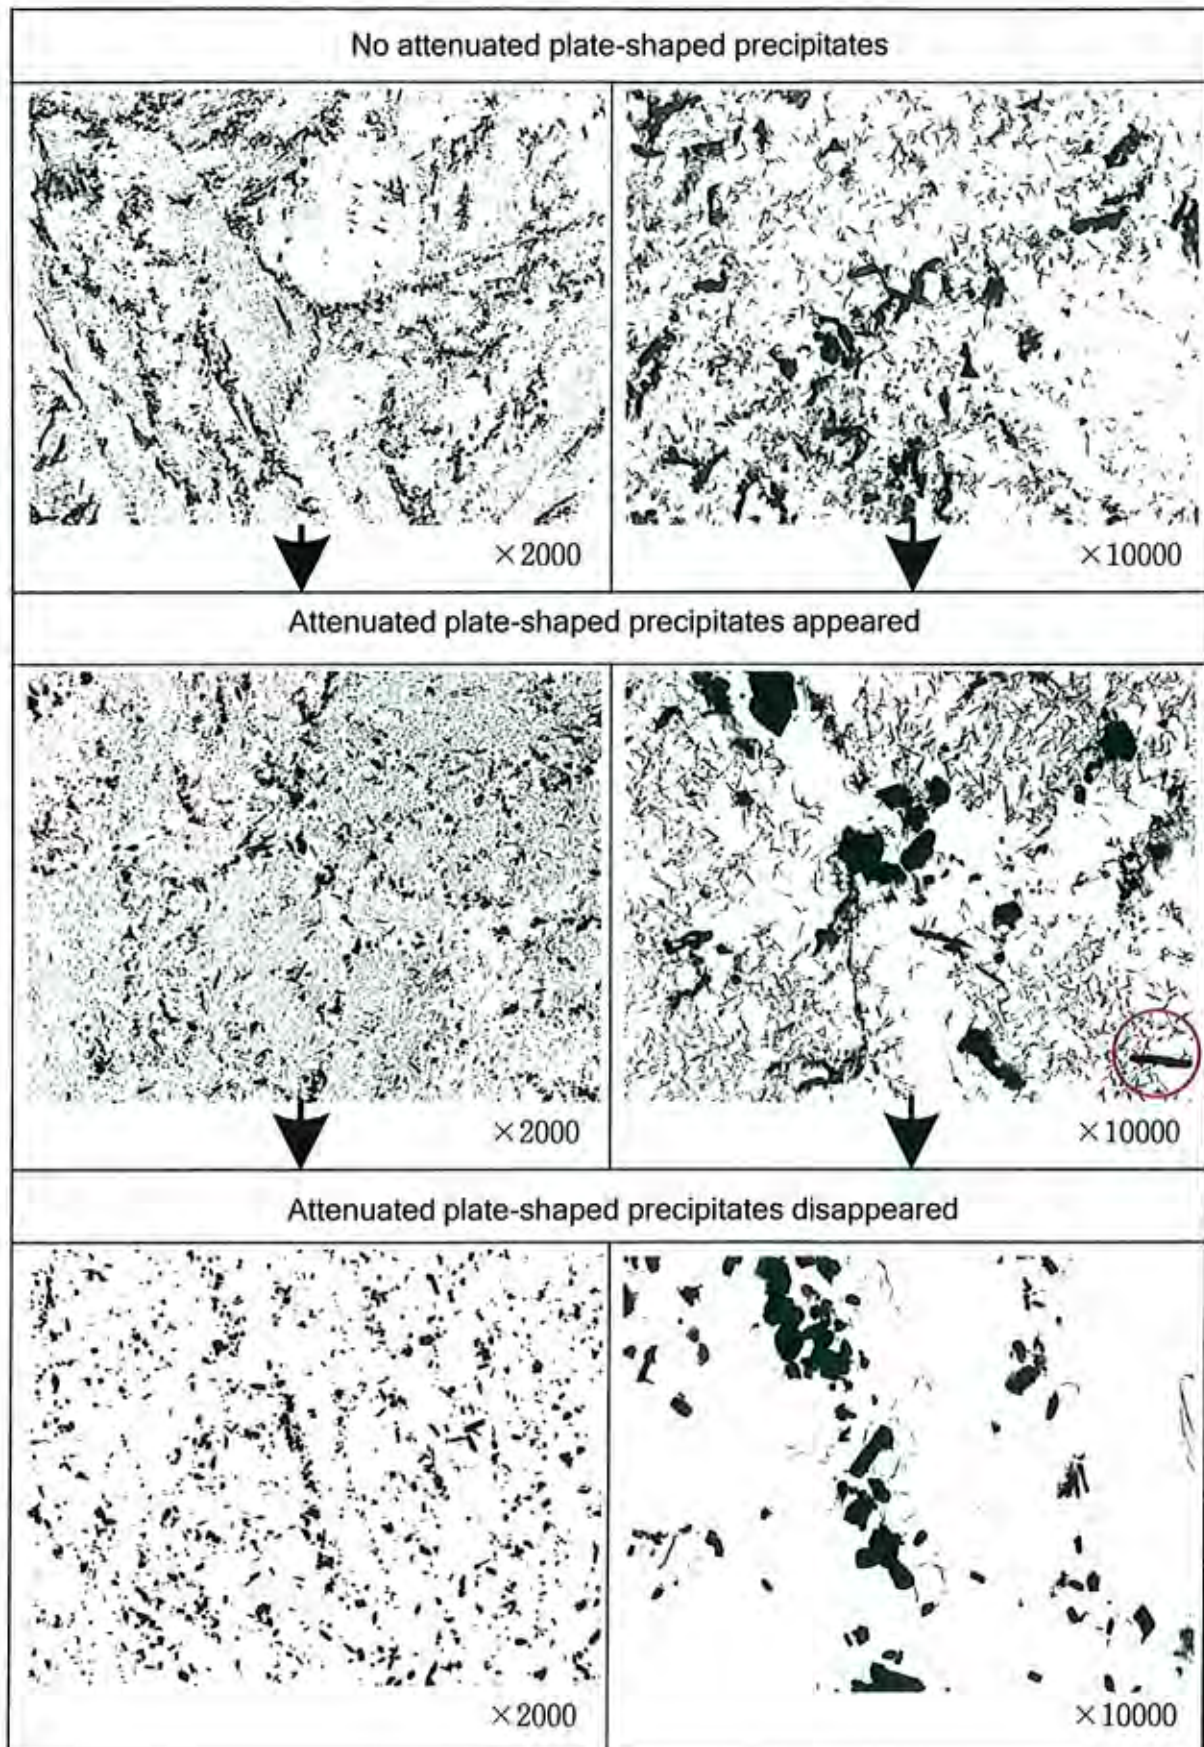 No attenuated plate-shaped precipitates
×2000
×10000
Attenuated plate-shaped precipitates appeared
×2000
×10000
Attenuated plate-shaped precipitates disappeared
×2000
×10000